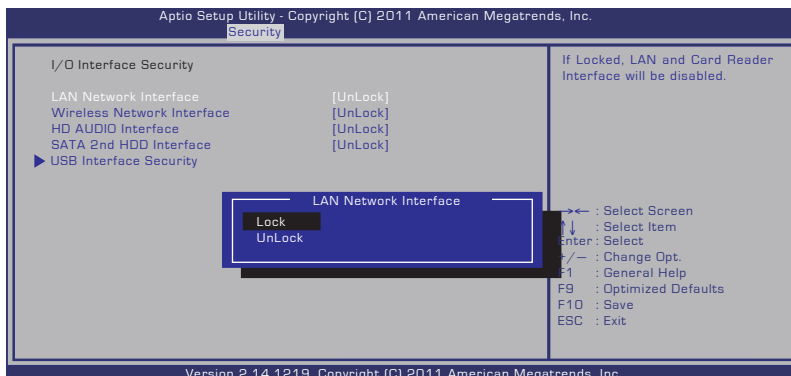 Aptio Setup Utility - Copyright (C) 2011 American Megatrends, Inc.
Security
I/O Interface Security
LAN Network Interface [UnLock]
Wireless Network Interface [UnLock]
HD AUDIO Interface [UnLock]
SATA 2nd HDD Interface [UnLock]
USB Interface Security
If Locked, LAN and Card Reader
Interface will be disabled.
LAN Network Interface
Lock
UnLock
→← : Select Screen
↑↓ : Select Item
Enter : Select
+/— : Change Opt.
F1 : General Help
F9 : Optimized Defaults
F10 : Save
ESC : Exit
Version 2.14.1219. Copyright (C) 2011 American Megatrends, Inc.